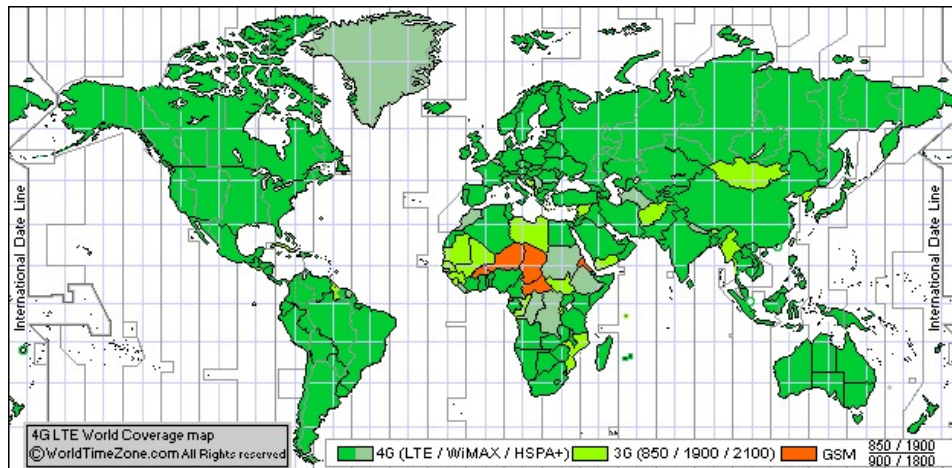 International Date Line
International Date Line
4G LTE World Coverage map
©WorldTimeZone.com All Rights reserved
4G (LTE / WiMAX / HSPA+)
3G (850 / 1900 / 2100)
GSM
850 / 1900
900 / 1800